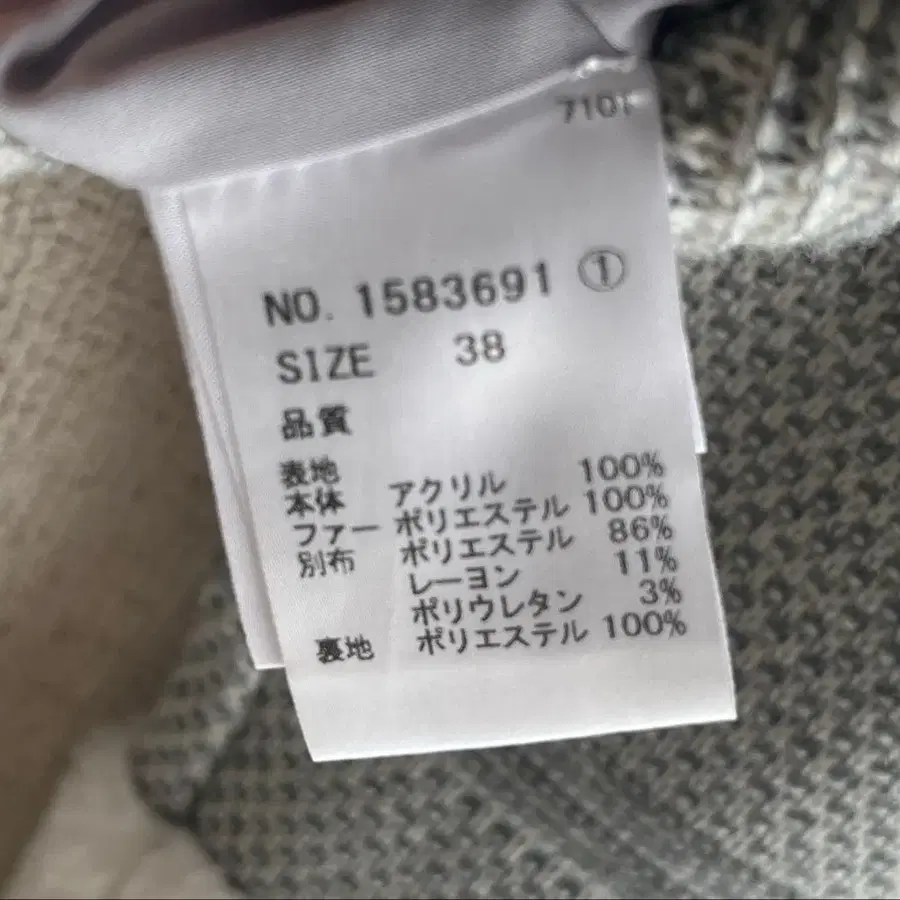 NO. 1583691 ①
SIZE 38
品質
表地
本体 アクリル 100%
ファー ポリエステル 100%
別布 ポリエステル 86%
レーヨン 11%
ポリウレタン 3%
裏地 ポリエステル 100%